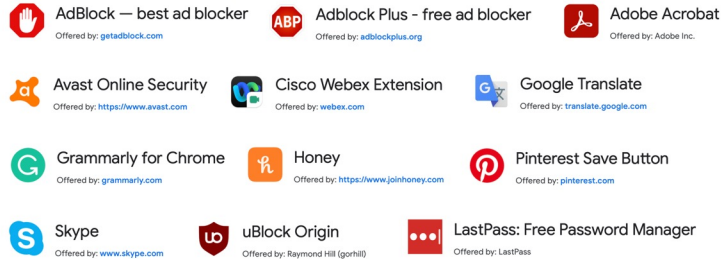 AdBlock — best ad blocker
Offered by: getadblock.com
ABP
Adblock Plus - free ad blocker
Offered by: adblockplus.org
Adobe Acrobat
Offered by: Adobe Inc.
Avast Online Security
Offered by: https://www.avast.com
Cisco Webex Extension
Offered by: webex.com
G 文
Google Translate
Offered by: translate.google.com
G
Grammarly for Chrome
Offered by: grammarly.com
h
Honey
Offered by: https://www.joinhoney.com
Pinterest Save Button
Offered by: pinterest.com
S
Skype
Offered by: www.skype.com
uo
uBlock Origin
Offered by: Raymond Hill (gorhill)
LastPass: Free Password Manager
Offered by: LastPass